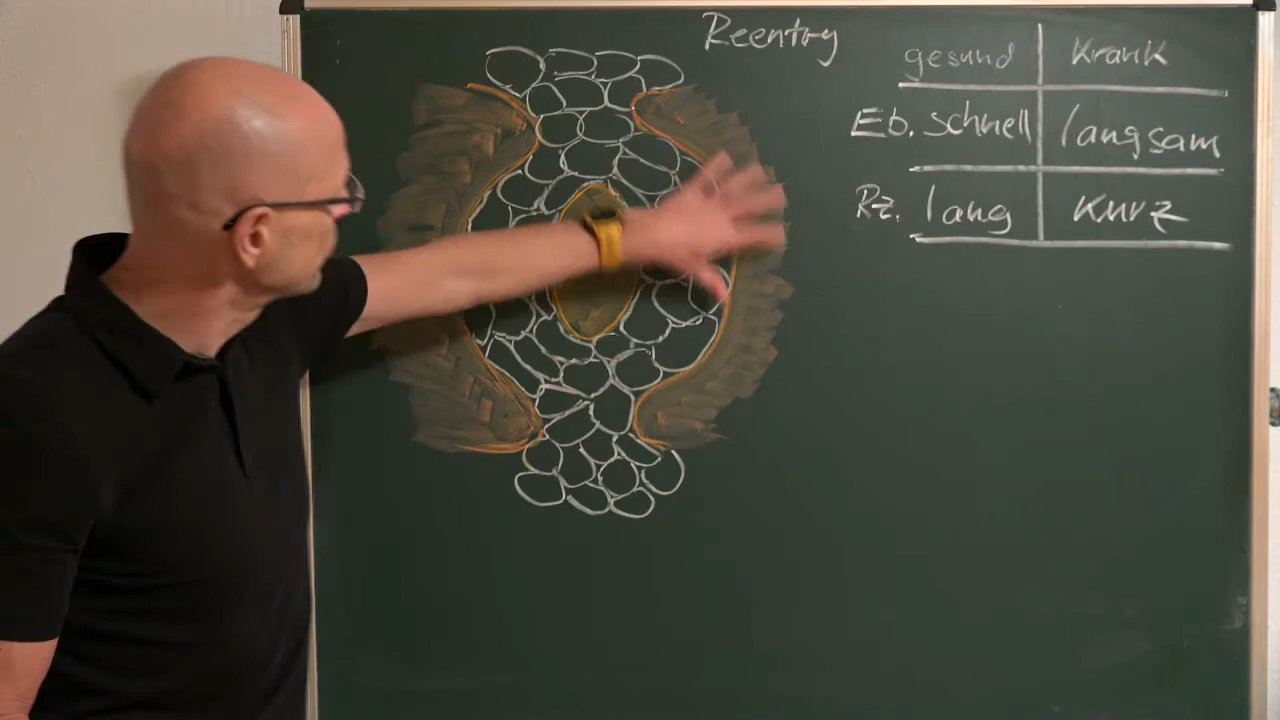 Reentry
gesund krank
Eb. schnell langsam
Rz. lang kurz